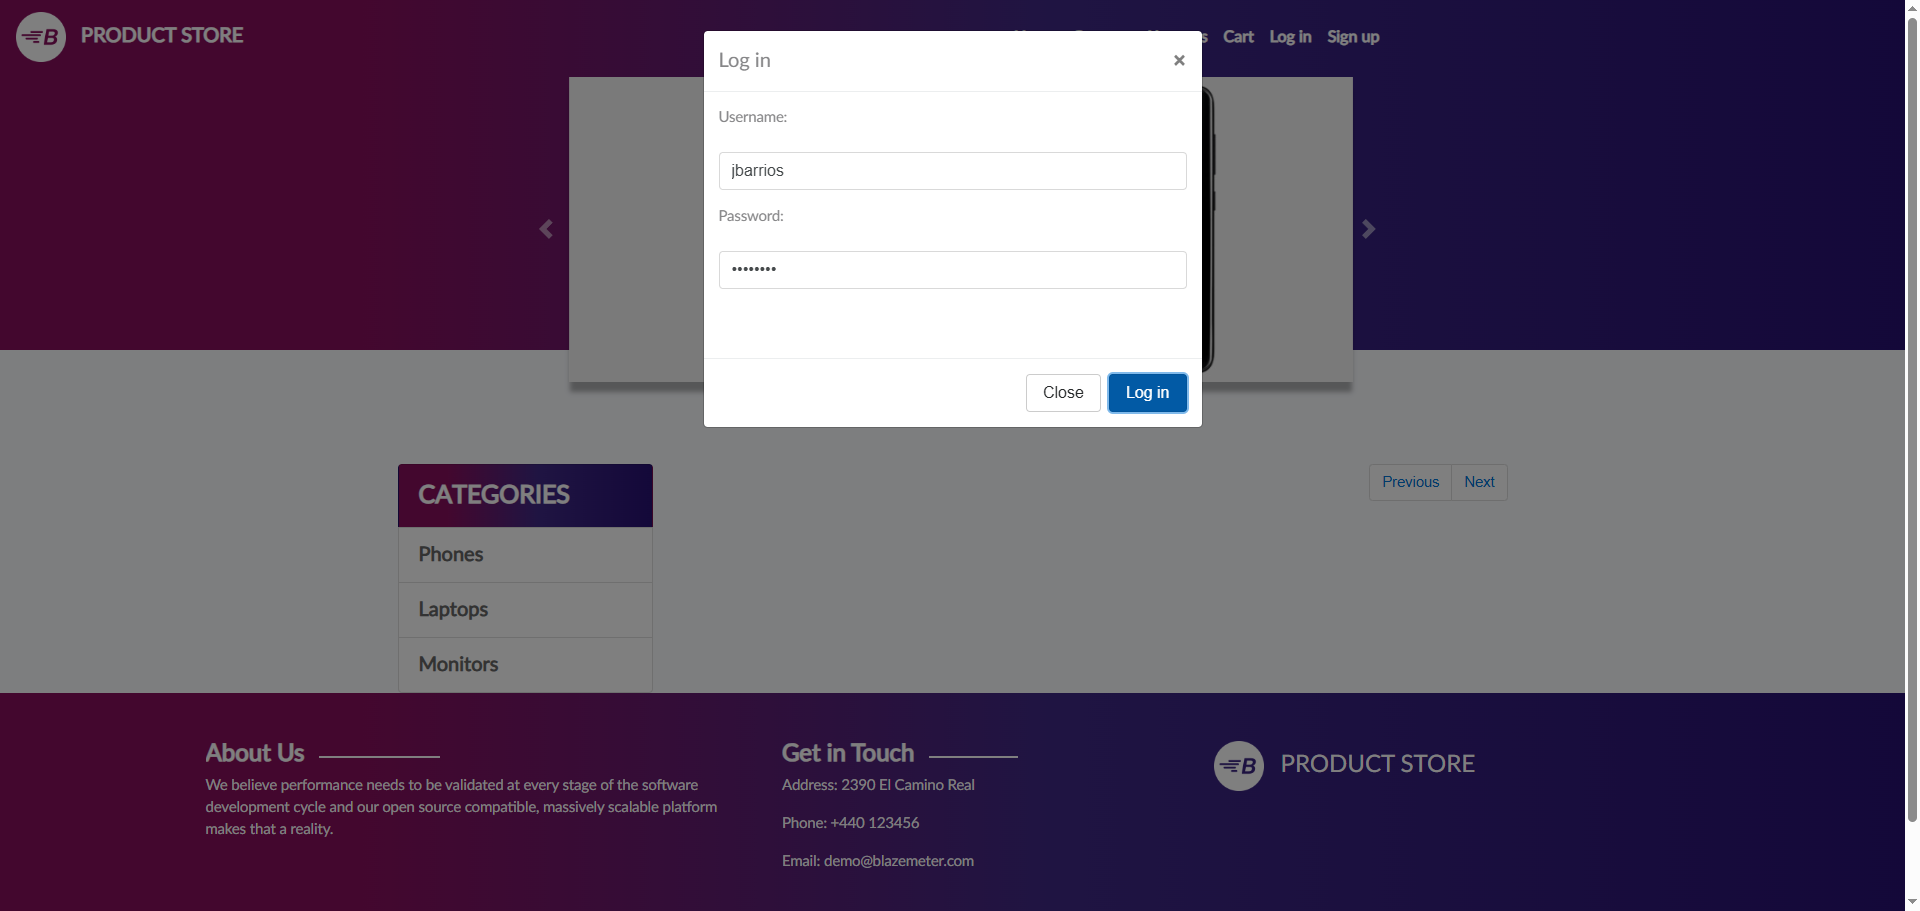 B PRODUCT STORE
Cart Log in Sign up
Log in ×
Username:
jbarrios
Password:
••••••••
Close Log in
CATEGORIES
Phones
Laptops
Monitors
Previous Next
About Us
We believe performance needs to be validated at every stage of the software
development cycle and our open source compatible, massively scalable platform
makes that a reality.
Get in Touch
Address: 2390 El Camino Real
Phone: +440 123456
Email: demo@blazemeter.com
B PRODUCT STORE